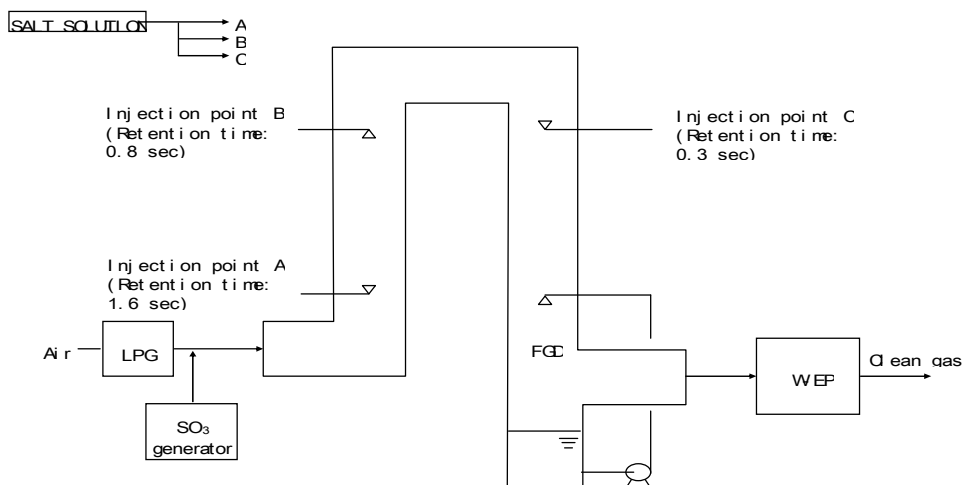 SALT SOLUTION
A
B
C
Injection point B
(Retention time:
0.8 sec)
Injection point C
(Retention time:
0.3 sec)
Injection point A
(Retention time:
1.6 sec)
Air
LPG
FGD
WEP
Clean gas
SO₃
generator